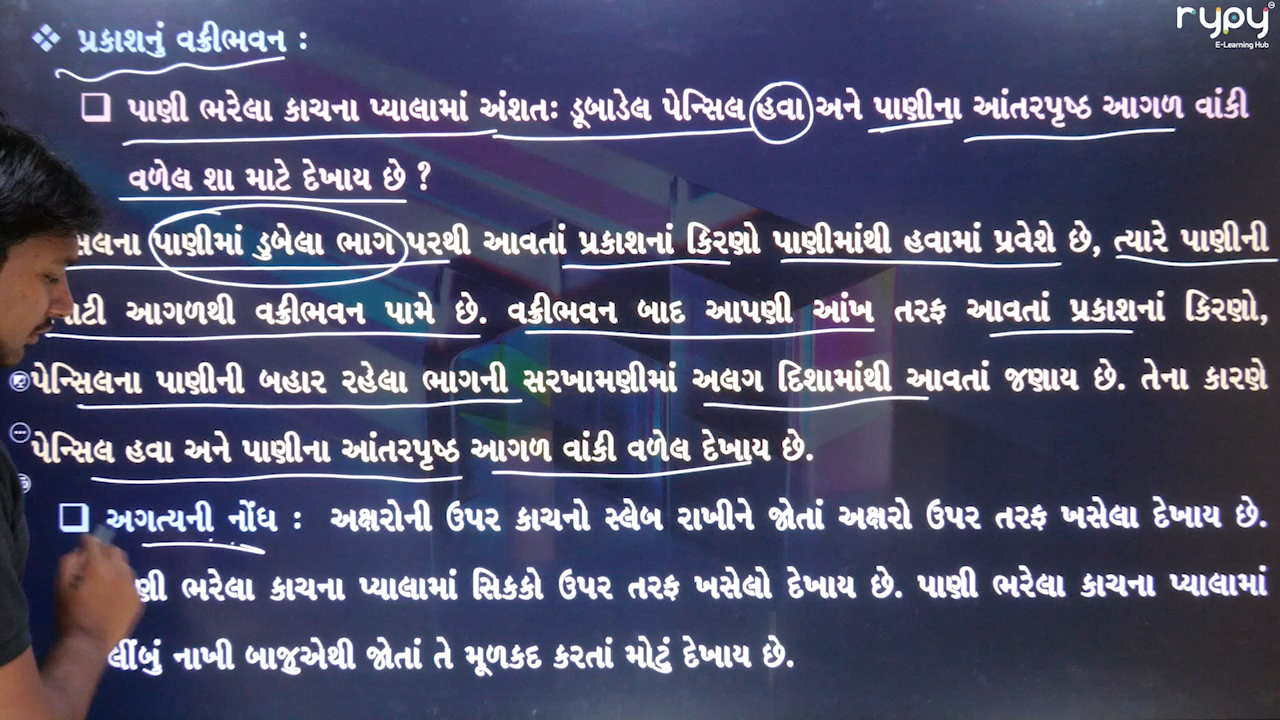 rypy
E-Learning Hub
❖ પ્રકાશનું વક્રીભવન :
❑ પાણી ભરેલા કાચના પ્યાલામાં અંશતઃ ડૂબાડેલ પેન્સિલ હવા અને પાણીના આંતરપૃષ્ઠ આગળ વાંકી
વળેલ શા માટે દેખાય છે ?
પાણીમાં ડુબેલા ભાગ પરથી આવતાં પ્રકાશનાં કિરણો પાણીમાંથી હવામાં પ્રવેશે છે, ત્યારે પાણીની
આગળથી વક્રીભવન પામે છે. વક્રીભવન બાદ આપણી આંખ તરફ આવતાં પ્રકાશનાં કિરણો,
પેન્સિલના પાણીની બહાર રહેલા ભાગની સરખામણીમાં અલગ દિશામાંથી આવતાં જણાય છે. તેના કારણે
પેન્સિલ હવા અને પાણીના આંતરપૃષ્ઠ આગળ વાંકી વળેલ દેખાય છે.
❑ અગત્યની નોંધ : અક્ષરોની ઉપર કાચનો સ્લેબ રાખીને જોતાં અક્ષરો ઉપર તરફ ખસેલા દેખાય છે.
ભરેલા કાચના પ્યાલામાં સિકકો ઉપર તરફ ખસેલો દેખાય છે. પાણી ભરેલા કાચના પ્યાલામાં
લીંબું નાખી બાજુએથી જોતાં તે મૂળકદ કરતાં મોટું દેખાય છે.